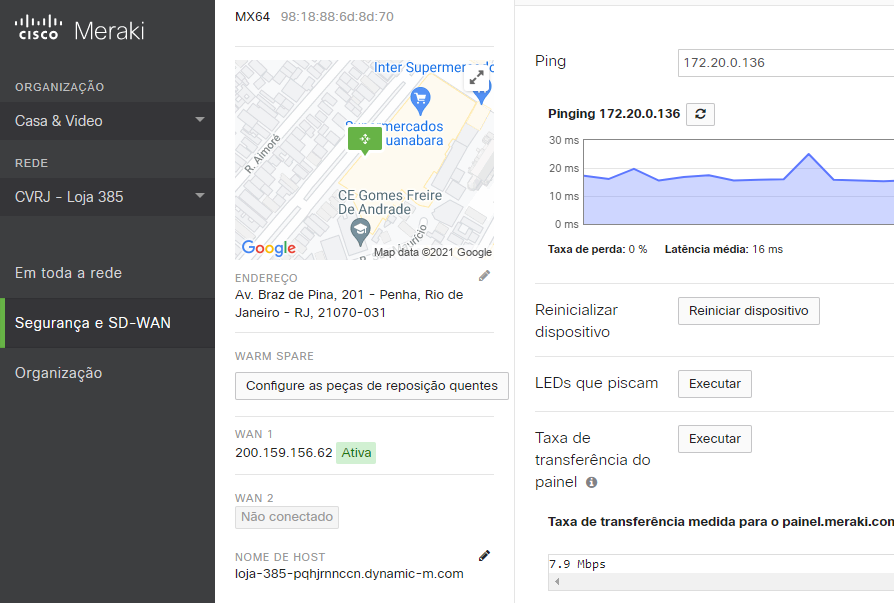 CISCO Meraki
ORGANIZAÇÃO
Casa & Video
REDE
CVRJ - Loja 385
Em toda a rede
Segurança e SD-WAN
Organização
MX64 98:18:88:6d:8d:70
Inter Supermercado
Supermercados
uanabara
R. Aimoré
CE Gomes Freire
De Andrade
Google
Map data ©2021 Google
ENDEREÇO
Av. Braz de Pina, 201 - Penha, Rio de
Janeiro - RJ, 21070-031
WARM SPARE
Configure as peças de reposição quentes
WAN 1
200.159.156.62 Ativa
WAN 2
Não conectado
NOME DE HOST
loja-385-pqhjrnnccn.dynamic-m.com
Ping
172.20.0.136
Pinging 172.20.0.136
30 ms
20 ms
10 ms
0 ms
Taxa de perda: 0 % Latência média: 16 ms
Reinicializar
dispositivo
Reiniciar dispositivo
LEDs que piscam
Executar
Taxa de
transferência do
painel
Executar
Taxa de transferência medida para o painel.meraki.com
7.9 Mbps